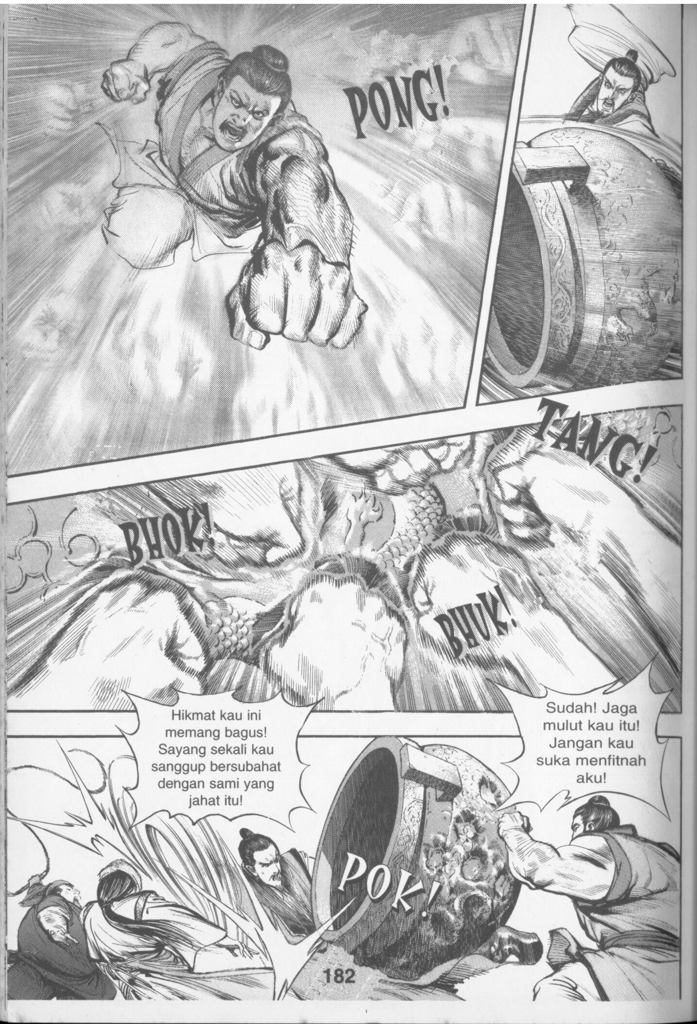 PONG!
TANG!
BHOK!
BHUK!
Hikmat kau ini
memang bagus!
Sayang sekali kau
sanggup bersubahat
dengan sami yang
jahat itu!
Sudah! Jaga
mulut kau itu!
Jangan kau
suka menfitnah
aku!
POK!
182